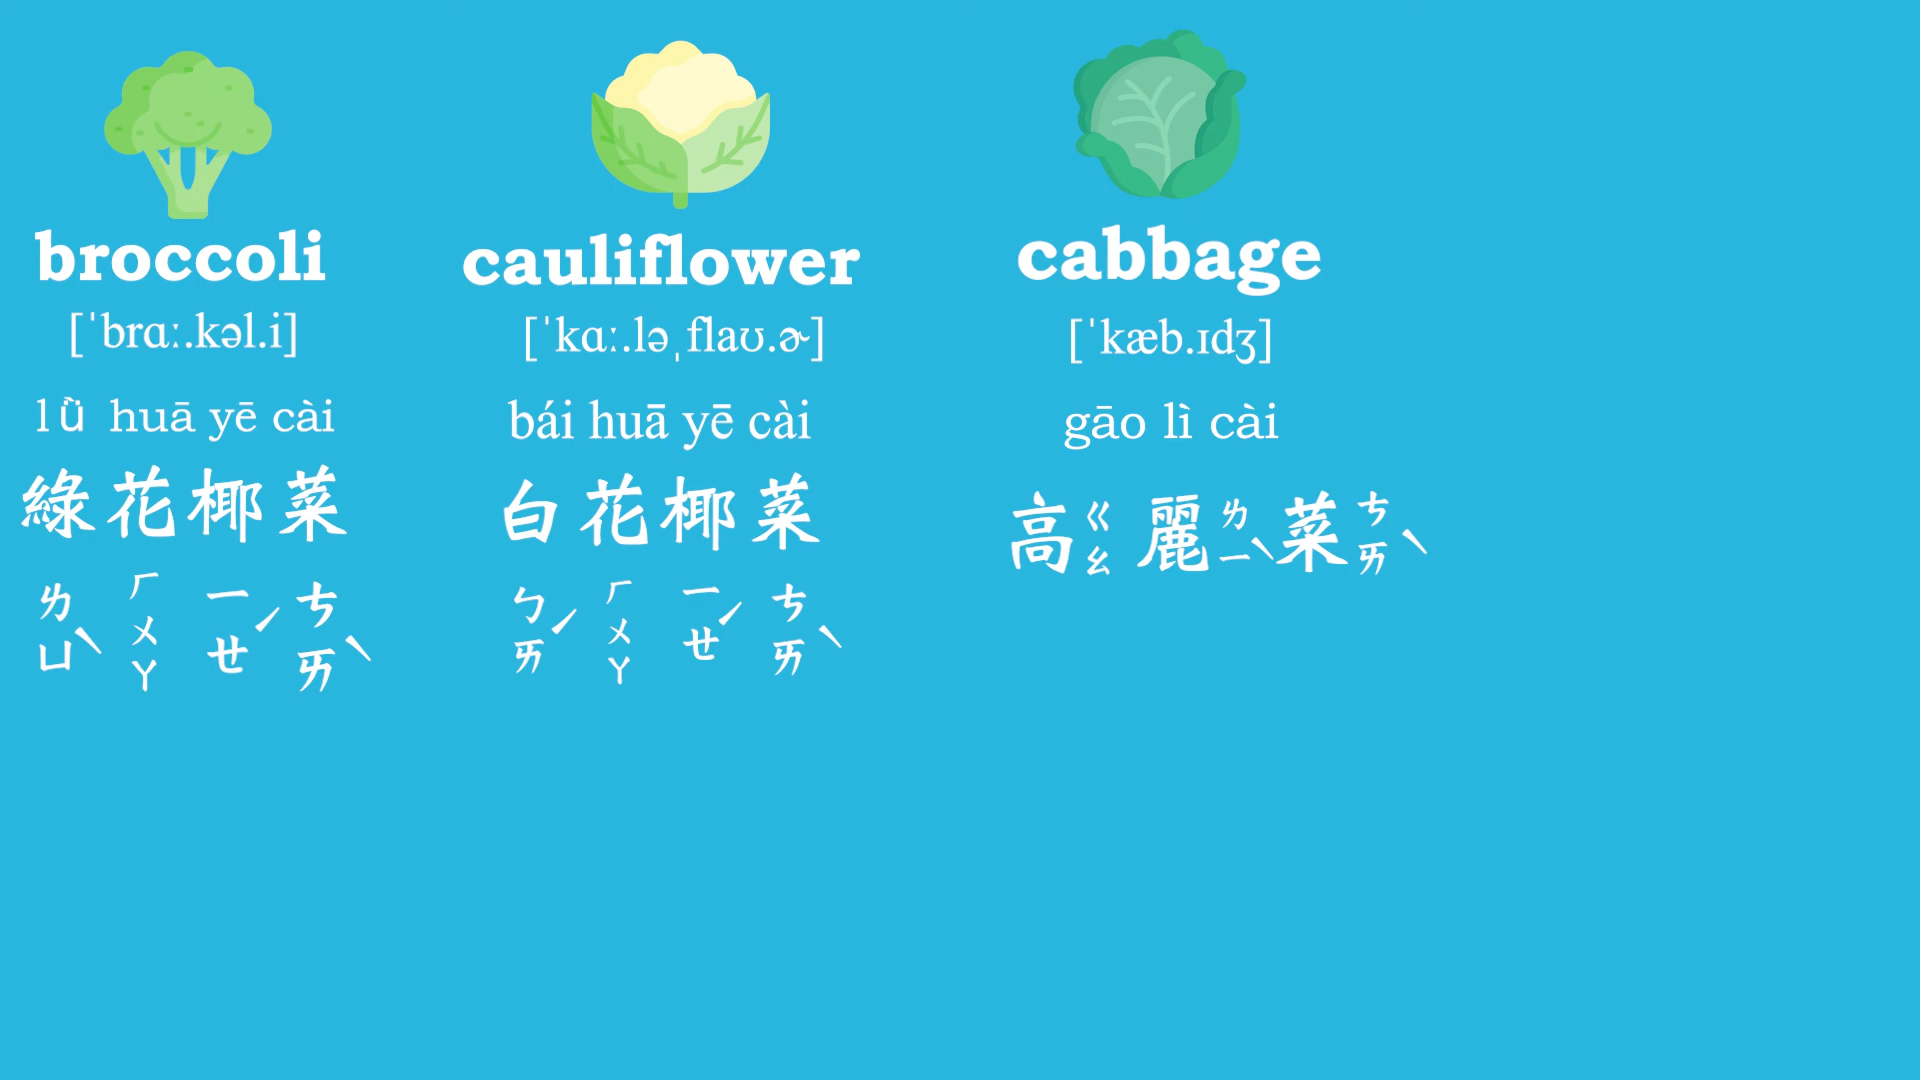 broccoli
[ˈbrɑː.kəl.i]
lǜ huā yē cài
綠花椰菜
ㄌㄩˋ ㄏㄨㄚ ㄧㄝˊ ㄘㄞˋ
cauliflower
[ˈkɑː.ləˌflaʊ.ɚ]
bái huā yē cài
白花椰菜
ㄅㄞˊ ㄏㄨㄚ ㄧㄝˊ ㄘㄞˋ
cabbage
[ˈkæb.ɪdʒ]
gāo lì cài
高ㄍㄠ麗ㄌㄧˋ菜ㄘㄞˋ